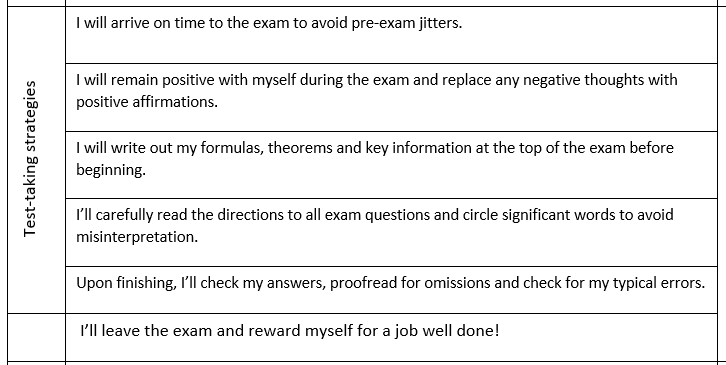 Test-taking strategies
I will arrive on time to the exam to avoid pre-exam jitters.
I will remain positive with myself during the exam and replace any negative thoughts with
positive affirmations.
I will write out my formulas, theorems and key information at the top of the exam before
beginning.
I’ll carefully read the directions to all exam questions and circle significant words to avoid
misinterpretation.
Upon finishing, I’ll check my answers, proofread for omissions and check for my typical errors.
I’ll leave the exam and reward myself for a job well done!